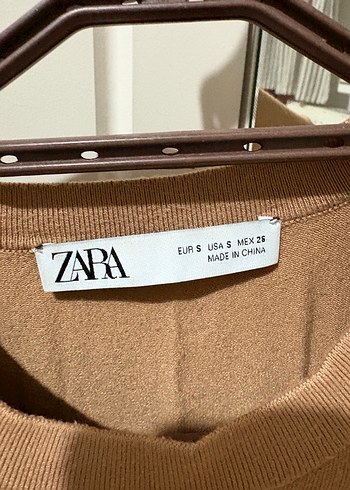 ZARA
EUR S USA S MEX 26
MADE IN CHINA